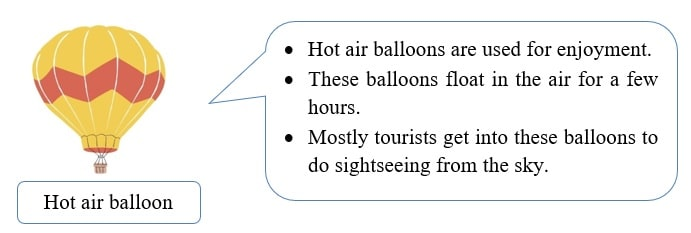 • Hot air balloons are used for enjoyment.
• These balloons float in the air for a few
hours.
• Mostly tourists get into these balloons to
do sightseeing from the sky.
Hot air balloon